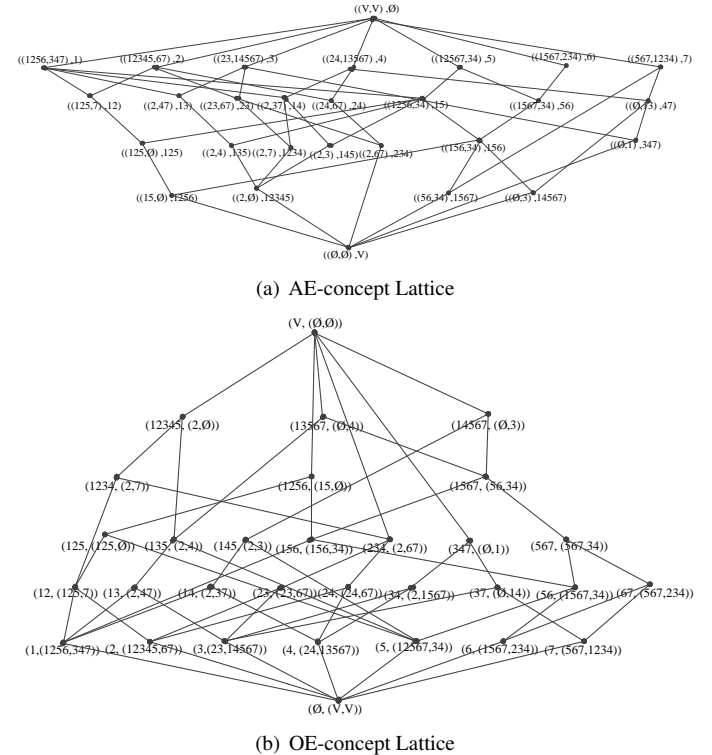 ((V,V) ,Ø)
((1256,347) ,1) ((12345,67) ,2) ((23,14567) ,3) ((24,13567) ,4) ((12567,34) ,5) ((1567,234) ,6) ((567,1234) ,7)
((125,7) ,12) ((2,47) ,13) ((23,67) ,23) ((2,37) ,14) ((24,67) ,24) ((1256,34) ,15) ((1567,34) ,56) ((Ø,13) ,47)
((125,Ø) ,125) ((2,4) ,135) ((2,7) ,1234) ((2,3) ,145) ((2,67) ,234) ((156,34) ,156) ((Ø,1) ,347)
((15,Ø) ,1256) ((2,Ø) ,12345) ((56,34) ,1567) ((Ø,3) ,14567)
((Ø,Ø) ,V)
(a) AE-concept Lattice
(V, (Ø,Ø))
(12345, (2,Ø)) (13567, (Ø,4)) (14567, (Ø,3))
(1234, (2,7)) (1256, (15,Ø)) (1567, (56,34))
(125, (125,Ø)) (135, (2,4)) (145, (2,3)) (156, (156,34)) (234, (2,67)) (347, (Ø,1)) (567, (567,34))
(12, (125,7)) (13, (2,47)) (14, (2,37)) (23, (23,67)) (24, (24,67)) (34, (2,1567)) (37, (Ø,14)) (56, (1567,34)) (67, (567,234))
(1,(1256,347)) (2, (12345,67)) (3,(23,14567)) (4, (24,13567)) (5, (12567,34)) (6, (1567,234)) (7, (567,1234))
(Ø, (V,V))
(b) OE-concept Lattice